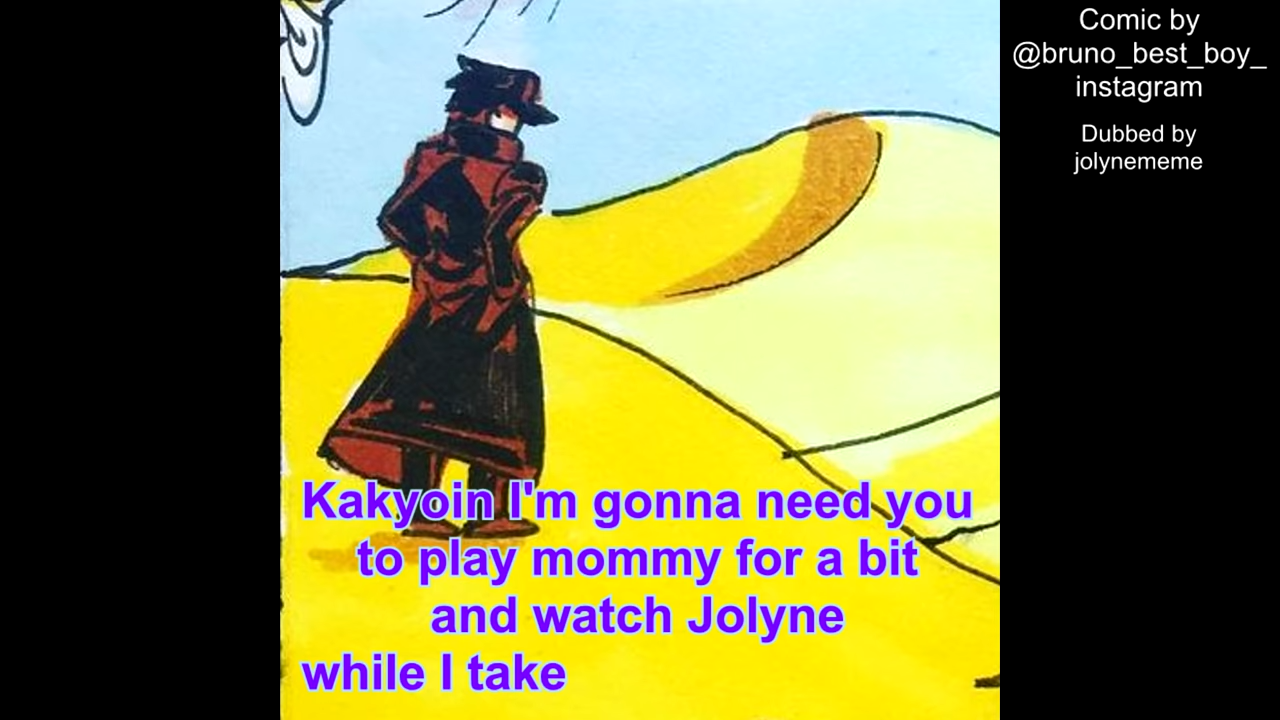 Comic by
@bruno_best_boy_
instagram
Dubbed by
jolynememe
Kakyoin I'm gonna need you
to play mommy for a bit
and watch Jolyne
while I take